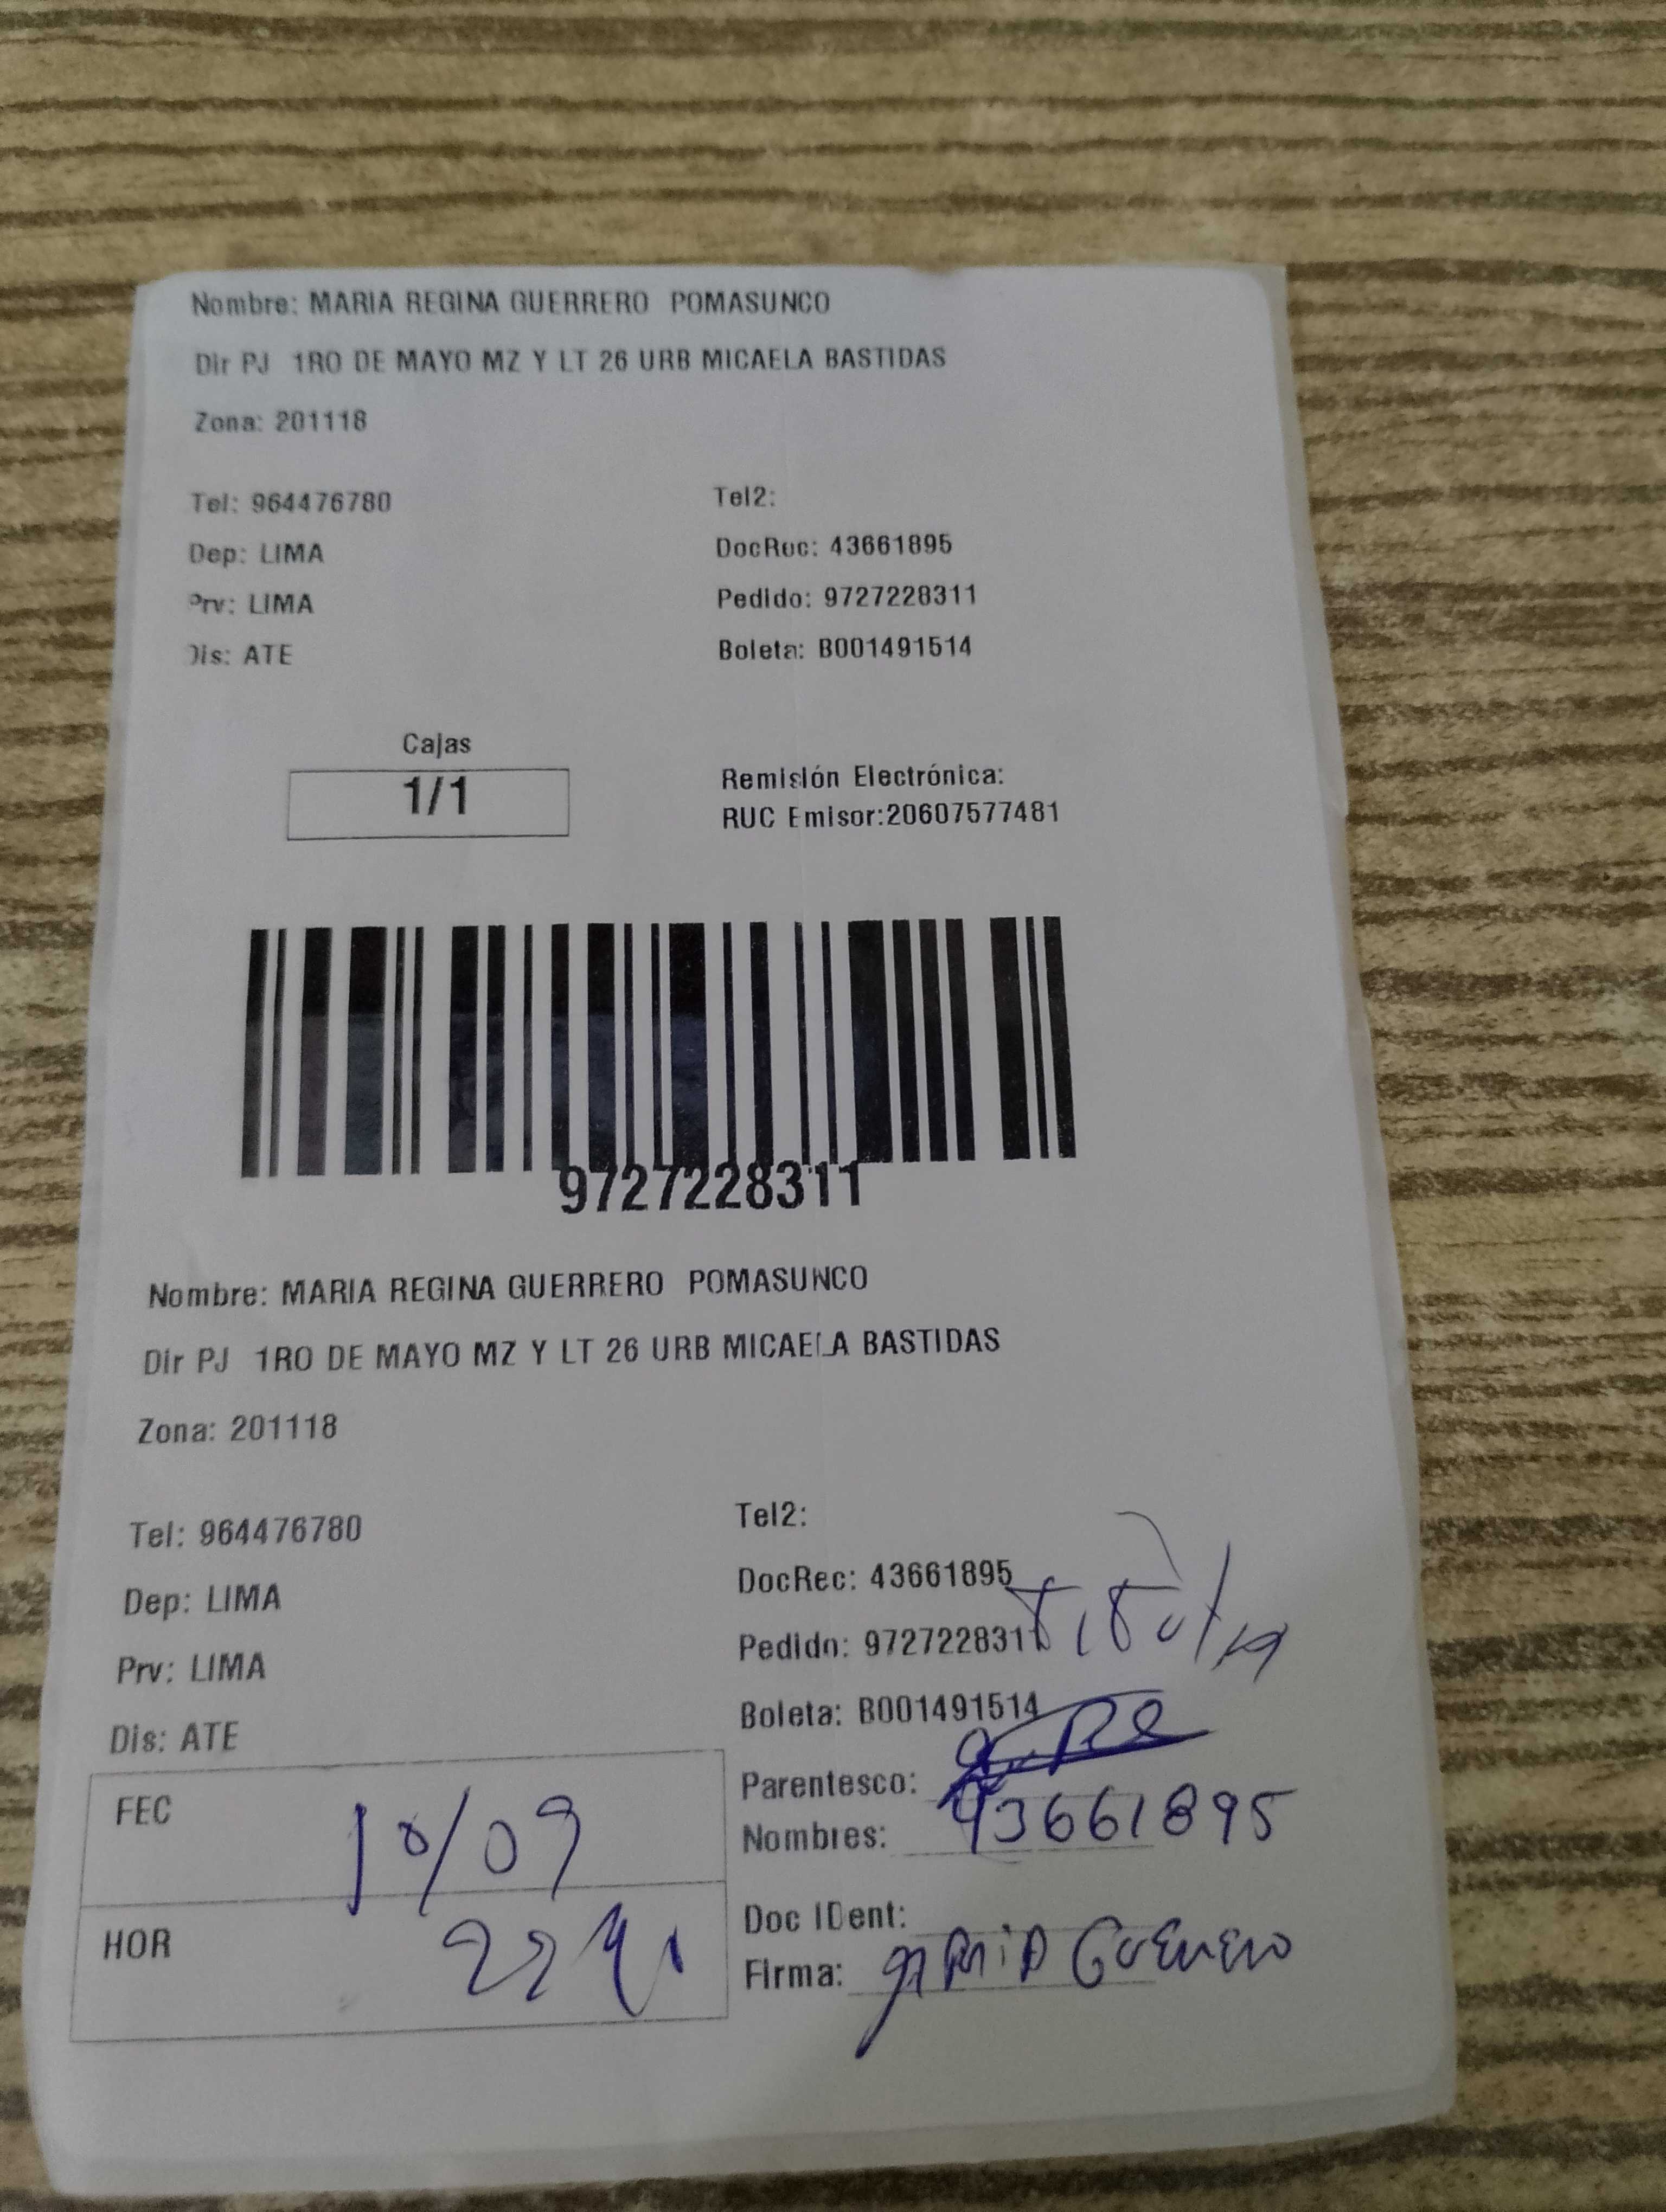 Nombre: MARIA REGINA GUERRERO POMASUNCO
Dir PJ 1RO DE MAYO MZ Y LT 26 URB MICAELA BASTIDAS
Zona: 201118
Tel: 964476780 Tel2:
Dep: LIMA DocRec: 43661895
Prv: LIMA Pedido: 9727228311
Dis: ATE Boleta: B001491514
Cajas
1/1
Remisión Electrónica:
RUC Emisor:20607577481
9727228311
Nombre: MARIA REGINA GUERRERO POMASUNCO
Dir PJ 1RO DE MAYO MZ Y LT 26 URB MICAELA BASTIDAS
Zona: 201118
Tel: 964476780 Tel2:
Dep: LIMA DocRec: 43661895
Prv: LIMA Pedido: 9727228311
Titular
Dis: ATE Boleta: B001491514
FEC 10/09
HOR
Parentesco:
Nombres: 43661895
Doc IDent:
Firma: MARIA Guerrero